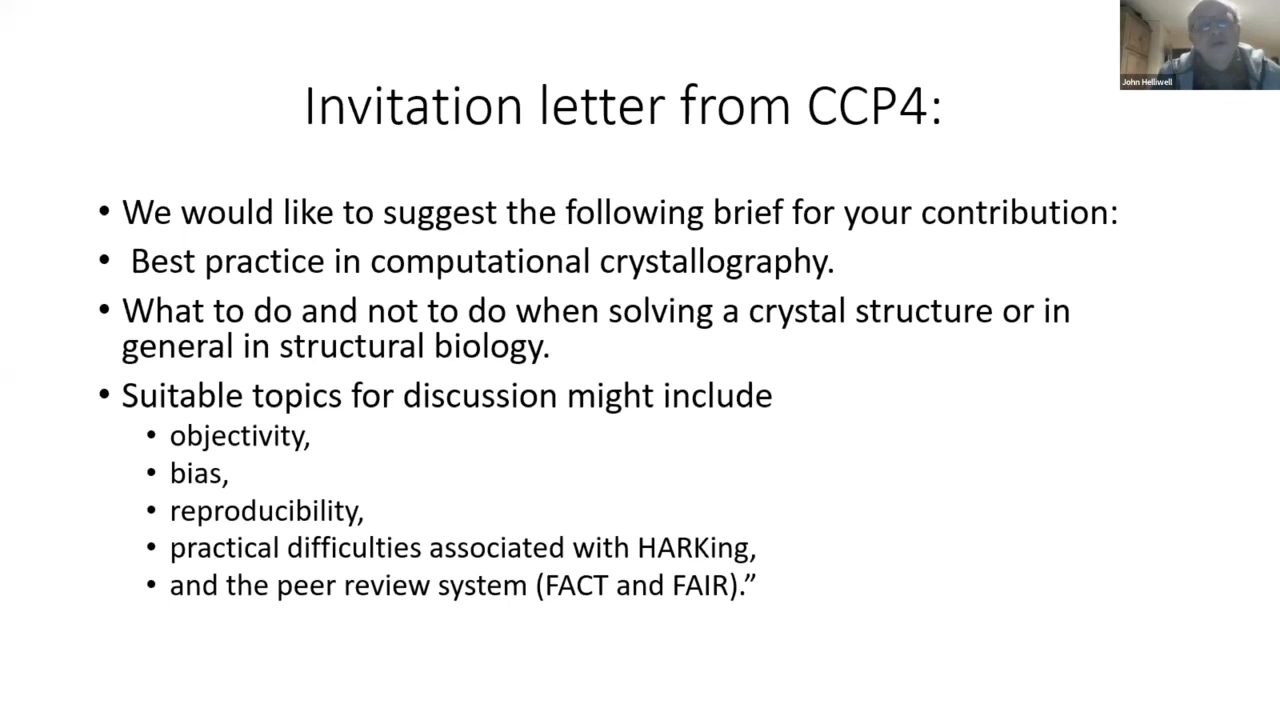 Invitation letter from CCP4:
John Helliwell
• We would like to suggest the following brief for your contribution:
• Best practice in computational crystallography.
• What to do and not to do when solving a crystal structure or in
general in structural biology.
• Suitable topics for discussion might include
• objectivity,
• bias,
• reproducibility,
• practical difficulties associated with HARKing,
• and the peer review system (FACT and FAIR).”